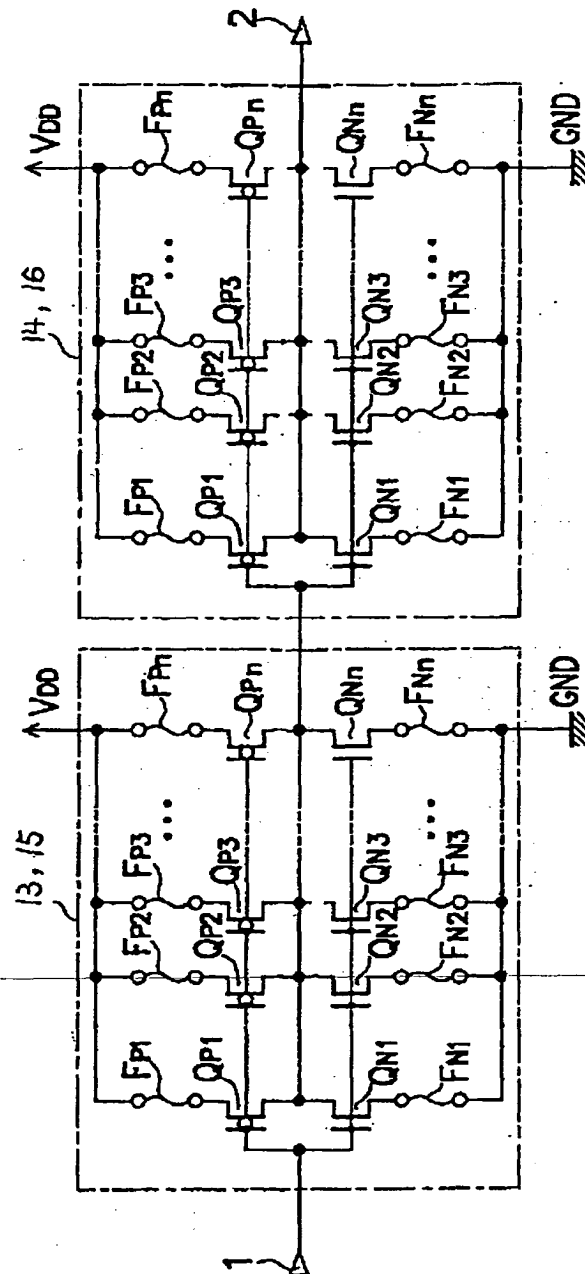 13, 15
VDD
FP1
FP2
FP3
...
FPn
QP1
QP2
QP3
QPn
1
QN1
QN2
QN3
QNn
FN1
FN2
FN3
...
FNn
GND
14, 16
VDD
FP1
FP2
FP3
...
FPn
QP1
QP2
QP3
QPn
2
QN1
QN2
QN3
QNn
FN1
FN2
FN3
...
FNn
GND